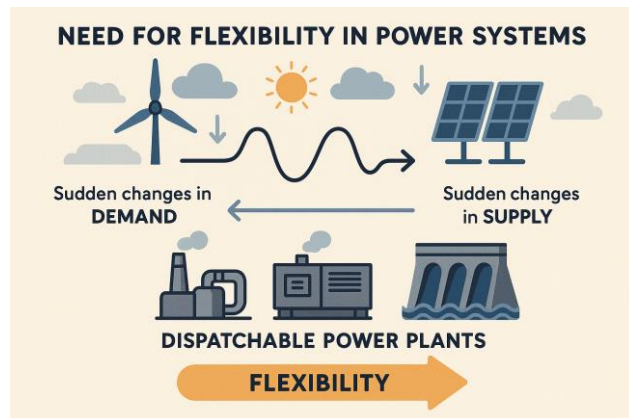 NEED FOR FLEXIBILITY IN POWER SYSTEMS
Sudden changes in
DEMAND
Sudden changes
in SUPPLY
DISPATCHABLE POWER PLANTS
FLEXIBILITY